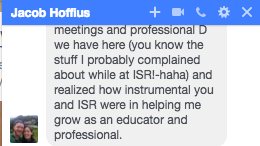 Jacob Hoffius
meetings and professional D
we have here (you know the
stuff I probably complained
about while at ISR!-haha) and
realized how instrumental you
and ISR were in helping me
grow as an educator and
professional.